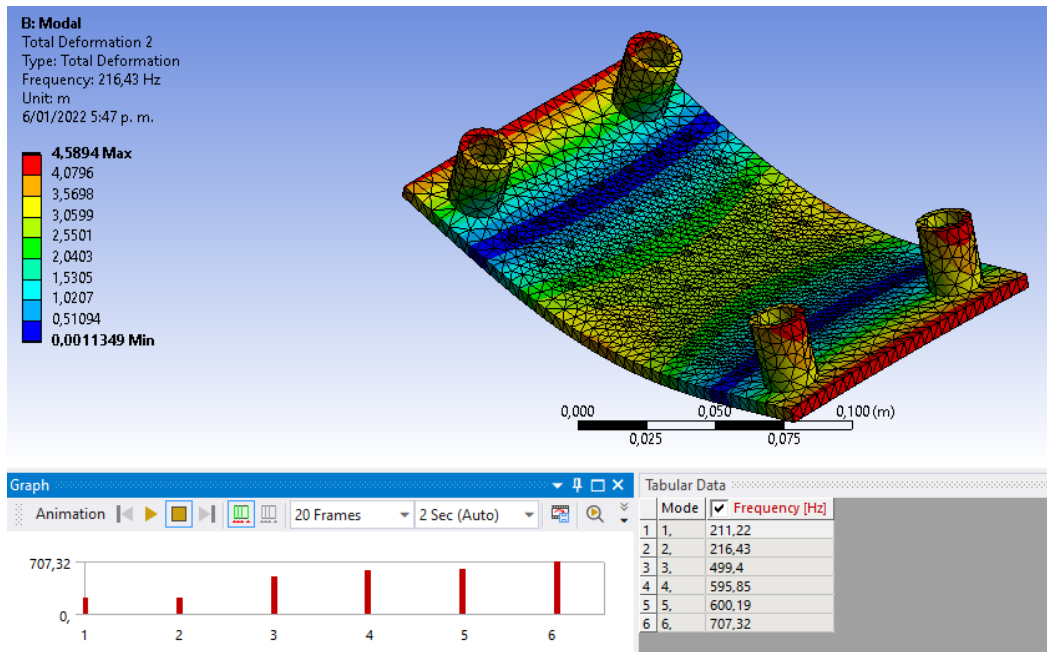 B: Modal
Total Deformation 2
Type: Total Deformation
Frequency: 216,43 Hz
Unit: m
6/01/2022 5:47 p. m.
4,5894 Max
4,0796
3,5698
3,0599
2,5501
2,0403
1,5305
1,0207
0,51094
0,0011349 Min
0,000 0,050 0,100 (m)
0,025 0,075
Graph
Animation 20 Frames 2 Sec (Auto)
707,32
0,
1 2 3 4 5 6
Tabular Data
Mode Frequency [Hz]
1 1, 211,22
2 2, 216,43
3 3, 499,4
4 4, 595,85
5 5, 600,19
6 6, 707,32